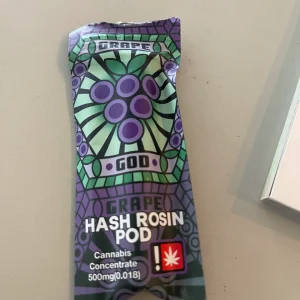 GRAPE
GOD
GRAPE
HASH ROSIN
POD
Cannabis
Concentrate
500mg(0.018)
!